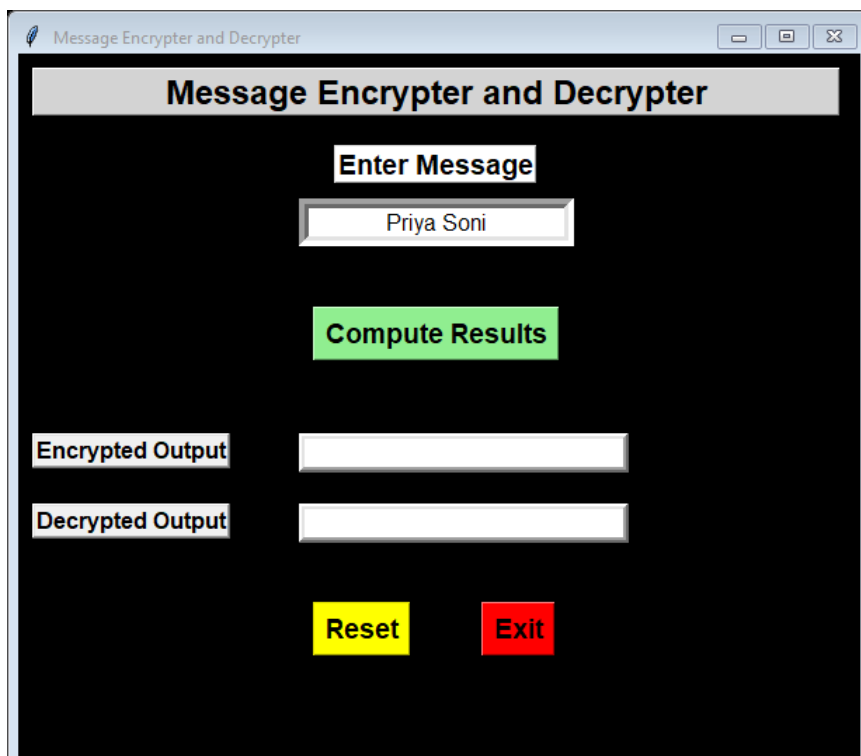 Message Encrypter and Decrypter
Message Encrypter and Decrypter
Enter Message
Priya Soni
Compute Results
Encrypted Output
Decrypted Output
Reset Exit